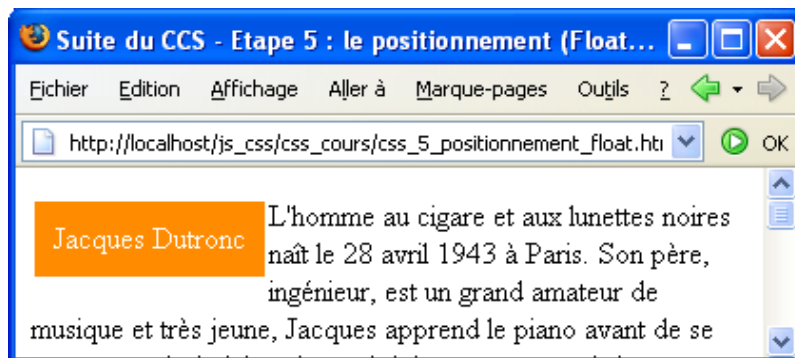 Suite du CCS - Etape 5 : le positionnement (Float...
Fichier Edition Affichage Aller à Marque-pages Outils ?
http://localhost/js_css/css_cours/css_5_positionnement_float.htı OK
Jacques Dutronc
L'homme au cigare et aux lunettes noires
naît le 28 avril 1943 à Paris. Son père,
ingénieur, est un grand amateur de
musique et très jeune, Jacques apprend le piano avant de se